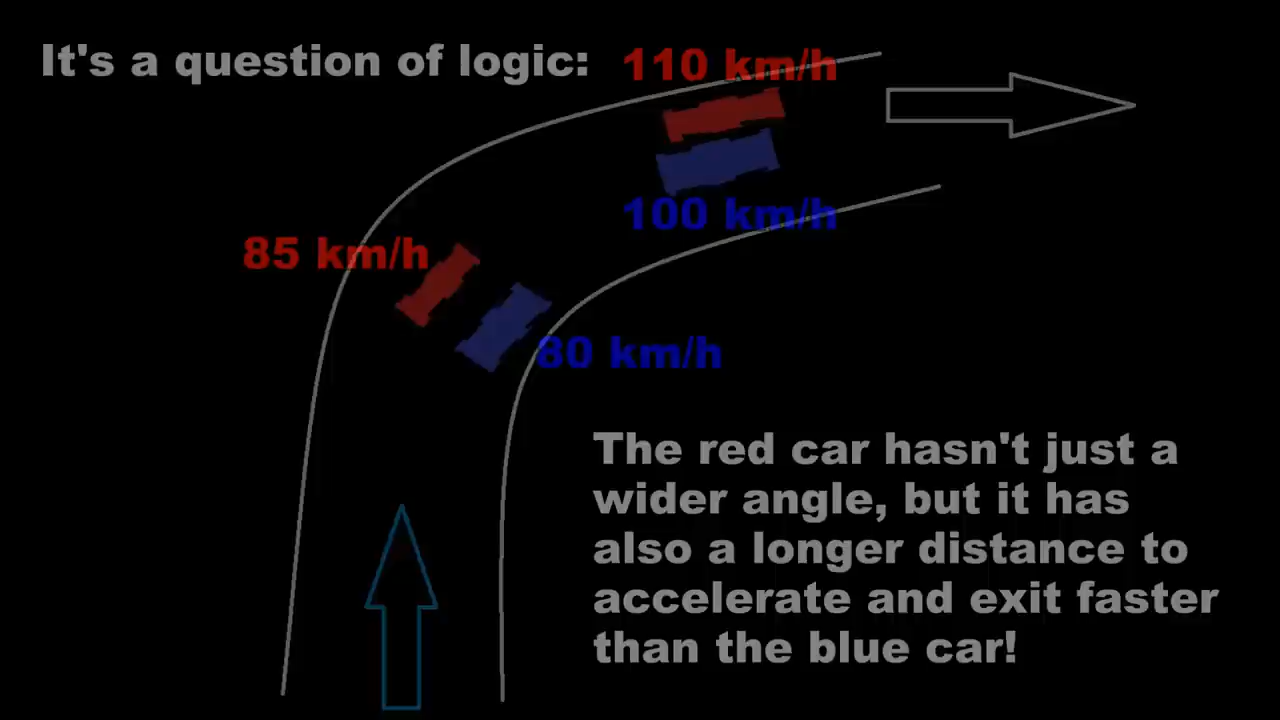 It's a question of logic:
110 km/h
100 km/h
85 km/h
80 km/h
The red car hasn't just a
wider angle, but it has
also a longer distance to
accelerate and exit faster
than the blue car!